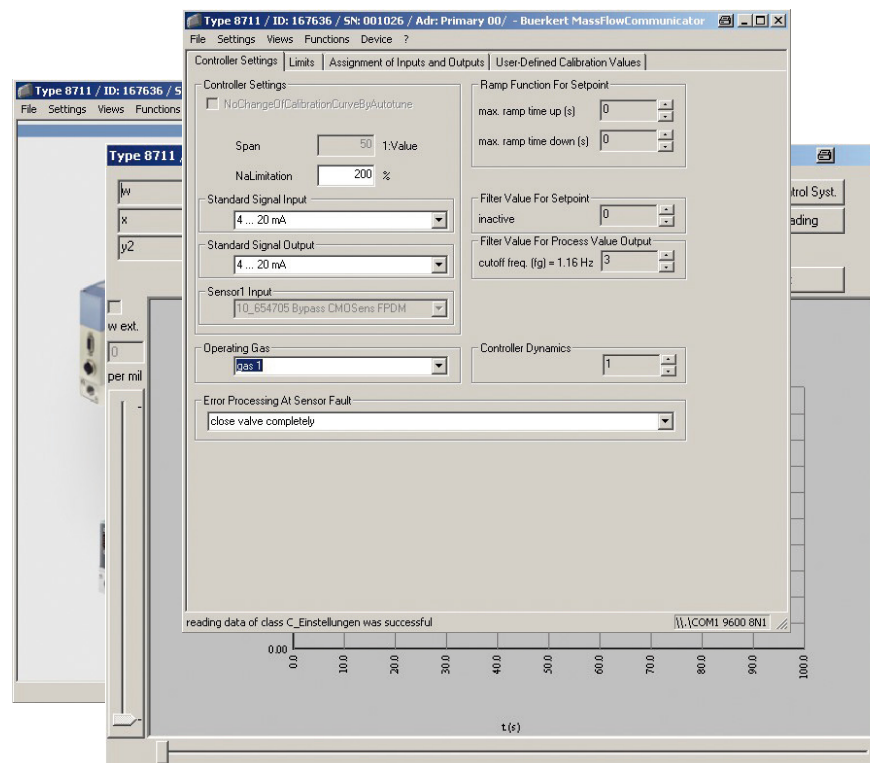 Type 8711 / ID: 167636 / SN: 001026 / Adr: Primary 00/ - Buerkert MassFlowCommunicator
File Settings Views Functions Device ?
Controller Settings Limits Assignment of Inputs and Outputs User-Defined Calibration Values
Controller Settings
NoChangeOfCalibrationCurveByAutotune
Span 50 1:Value
NaLimitation 200 %
Standard Signal Input
4 ... 20 mA
Standard Signal Output
4 ... 20 mA
Sensor1 Input
10_654705 Bypass CMOSens FPDM
Operating Gas
gas 1
Ramp Function For Setpoint
max. ramp time up (s) 0
max. ramp time down (s) 0
Filter Value For Setpoint
inactive 0
Filter Value For Process Value Output
cutoff freq. (fg) = 1.16 Hz 3
Controller Dynamics
1
Error Processing At Sensor Fault
close valve completely
reading data of class C_Einstellungen was successful \\.\COM1 9600 8N1
Type 8711 / ID: 167636 / S
File Settings Views Functions
Type 8711
w
x
y2
w ext.
0
per mil
trol Syst.
ading
0.00
0.0 10.0 20.0 30.0 40.0 50.0 60.0 70.0 80.0 90.0 100.0
t(s)